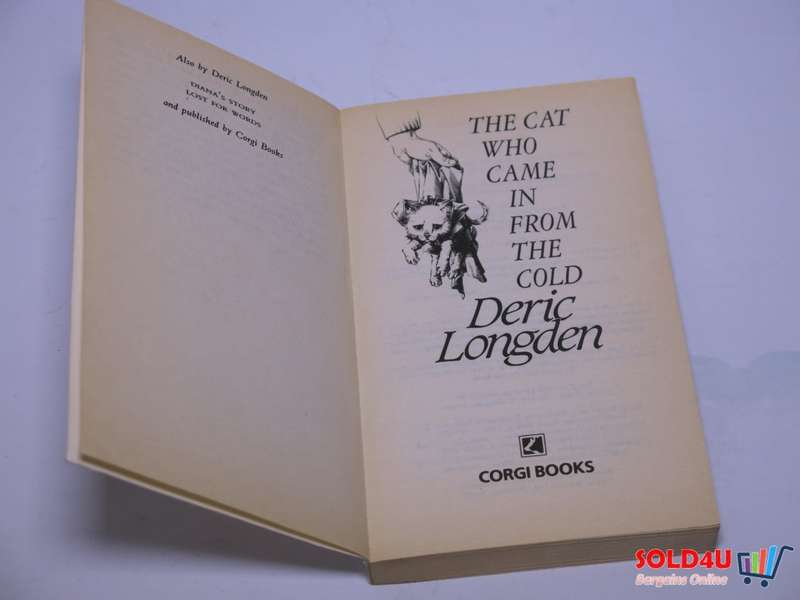 Also by Deric Longden
DIANA'S STORY
LOST FOR WORDS
and published by Corgi Books
THE CAT
WHO
CAME
IN
FROM
THE
COLD
Deric
Longden
CORGI BOOKS
SOLD4U
Bargains Online